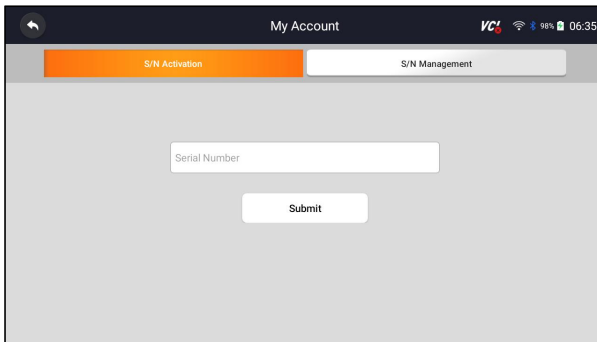 My Account
VCI
98%
06:35
S/N Activation
S/N Management
Serial Number
Submit